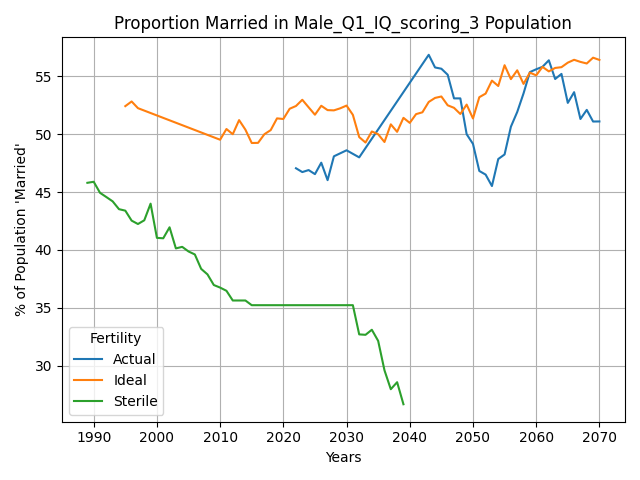 Proportion Married in Male_Q1_IQ_scoring_3 Population
% of Population 'Married'
55
50
45
40
35
30
Fertility
Actual
Ideal
Sterile
1990 2000 2010 2020 2030 2040 2050 2060 2070
Years